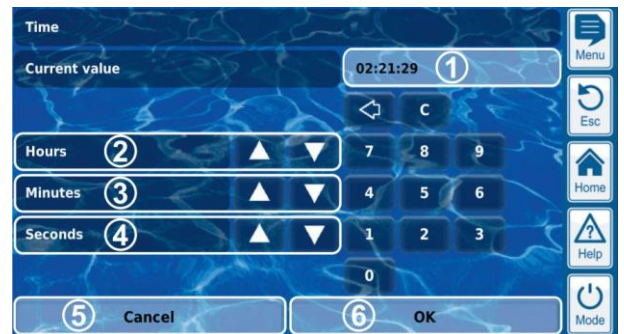 Time
Menu
Current value 02:21:29 1
C
Esc
Hours 2 7 8 9
Home
Minutes 3 4 5 6
Seconds 4 1 2 3
Help
0
5 Cancel 6 OK
Mode